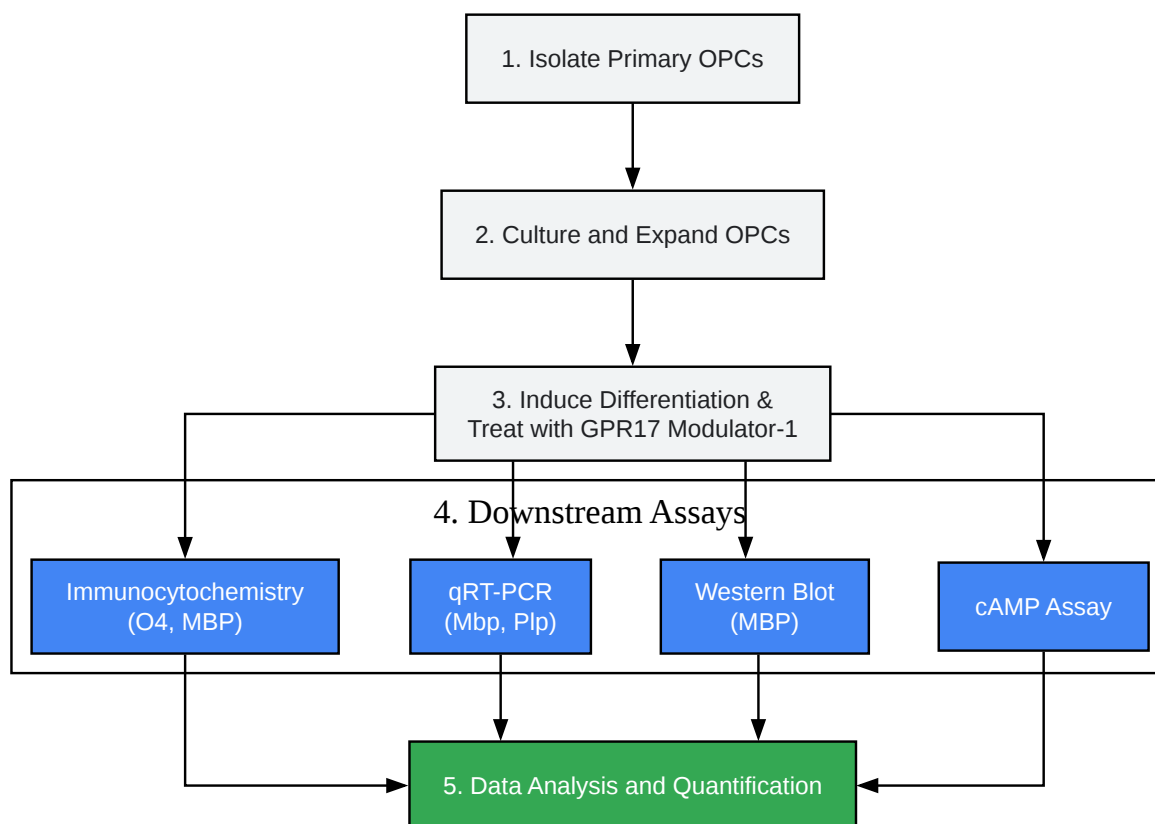 1. Isolate Primary OPCs
2. Culture and Expand OPCs
3. Induce Differentiation &
Treat with GPR17 Modulator-1
4. Downstream Assays
Immunocytochemistry
(O4, MBP)
qRT-PCR
(Mbp, Plp)
Western Blot
(MBP)
cAMP Assay
5. Data Analysis and Quantification